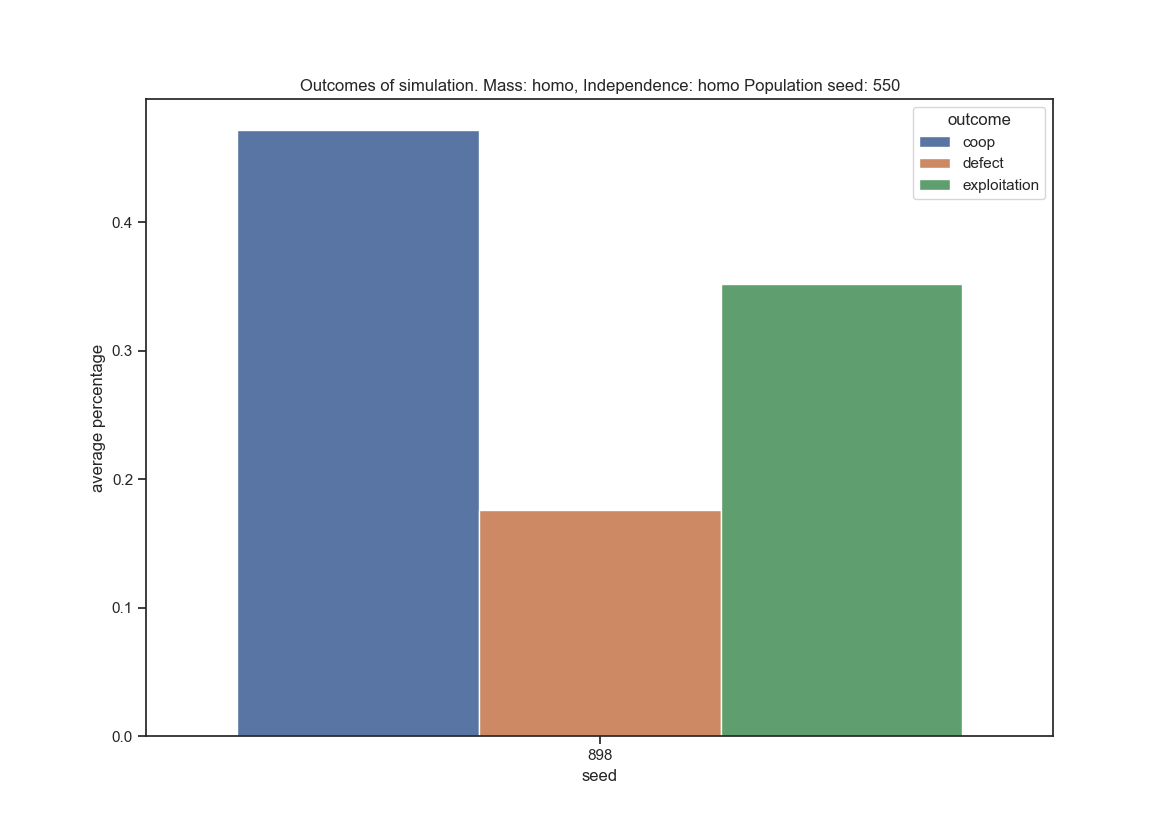 Outcomes of simulation. Mass: homo, Independence: homo Population seed: 550
outcome
coop
defect
exploitation
average percentage
0.4
0.3
0.2
0.1
0.0
898
seed